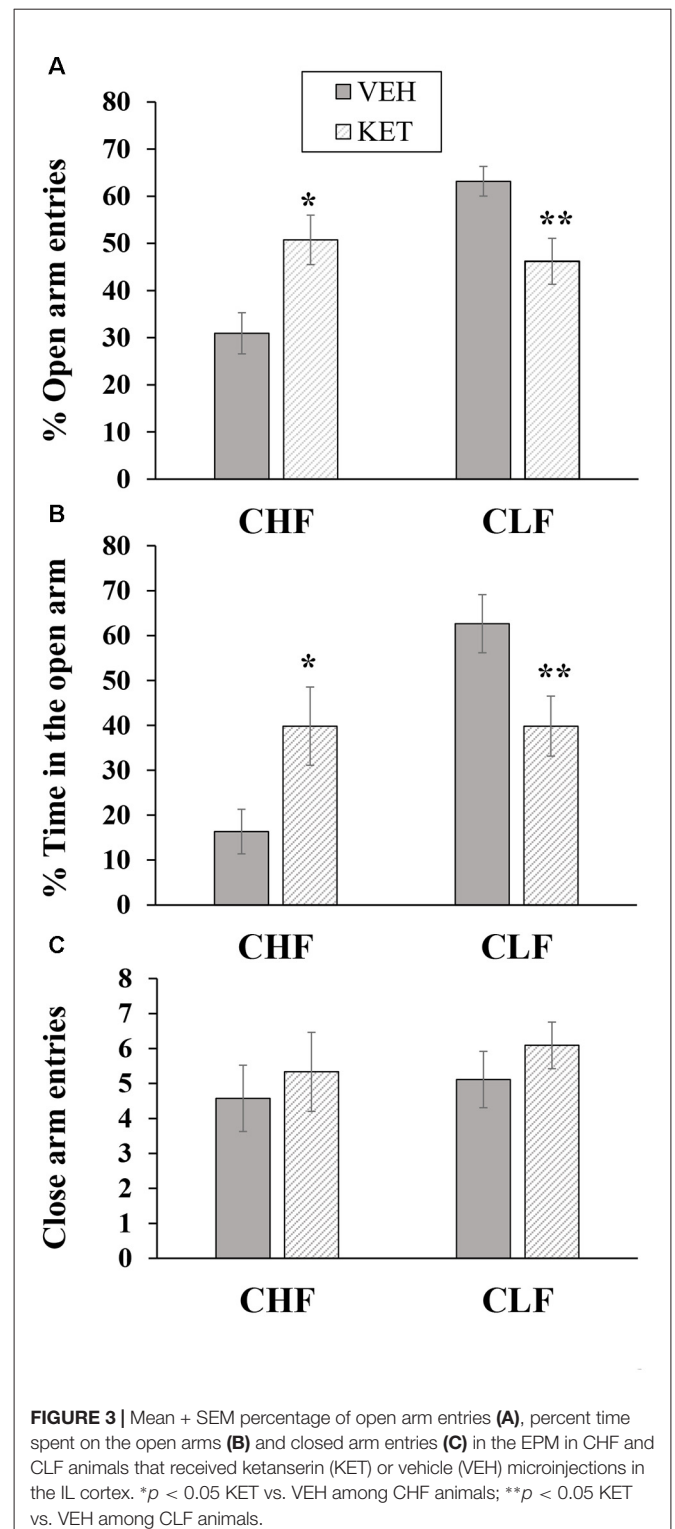 A
VEH
KET
% Open arm entries
80
70
60
50
40
30
20
10
0
*
**
CHF CLF
B
% Time in the open arm
80
70
60
50
40
30
20
10
0
*
**
CHF CLF
C
Close arm entries
8
7
6
5
4
3
2
1
0
CHF CLF
FIGURE 3 | Mean + SEM percentage of open arm entries (A), percent time
spent on the open arms (B) and closed arm entries (C) in the EPM in CHF and
CLF animals that received ketanserin (KET) or vehicle (VEH) microinjections in
the IL cortex. *p < 0.05 KET vs. VEH among CHF animals; **p < 0.05 KET
vs. VEH among CLF animals.